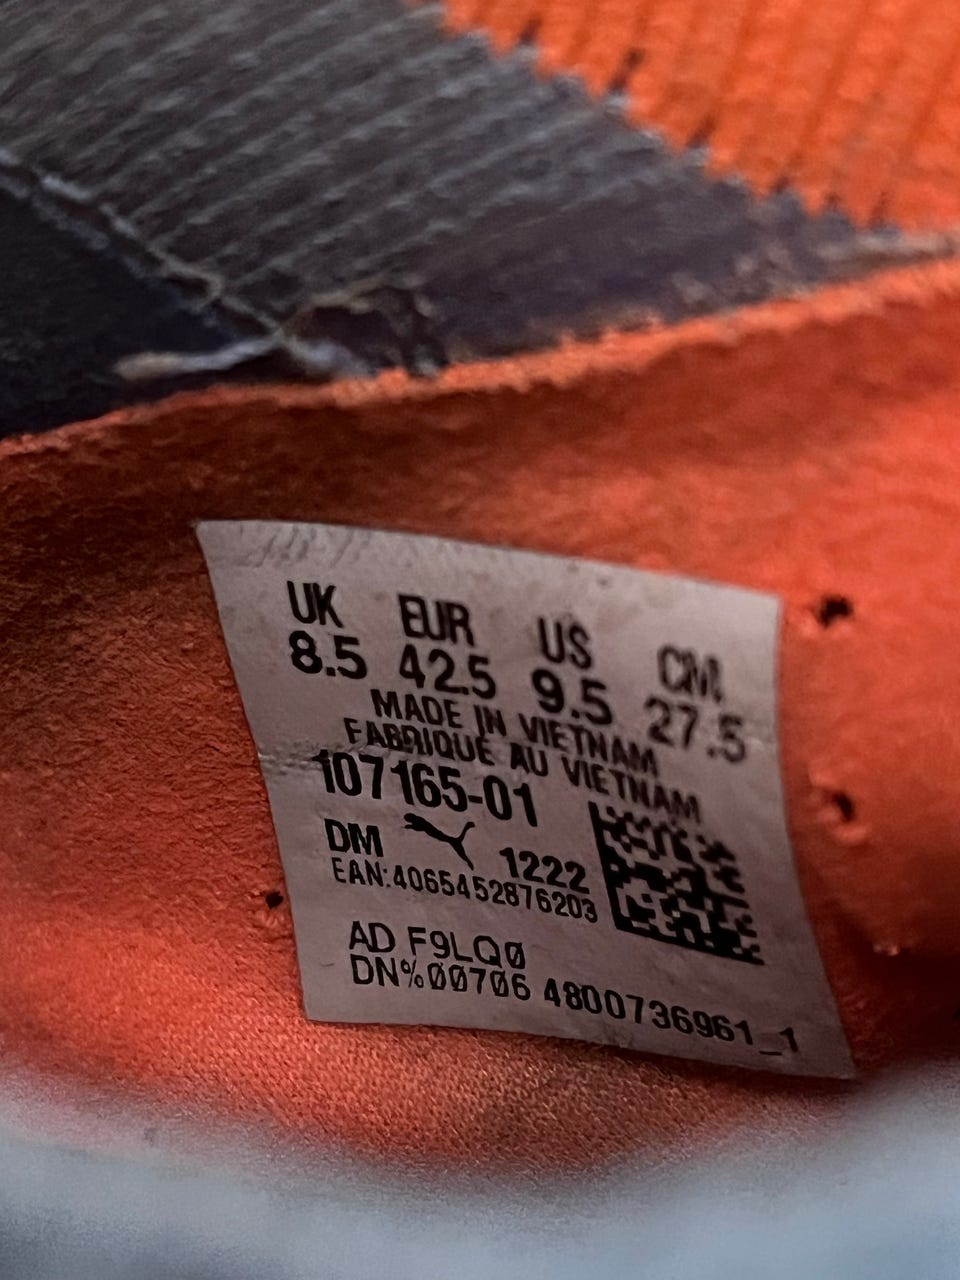 UK EUR US CM
8.5 42.5 9.5 27.5
MADE IN VIETNAM
FABRIQUÉ AU VIETNAM
107165-01
DM 1222
EAN:4065452876203
AD F9LQ0
DN%00706 4800736961_1